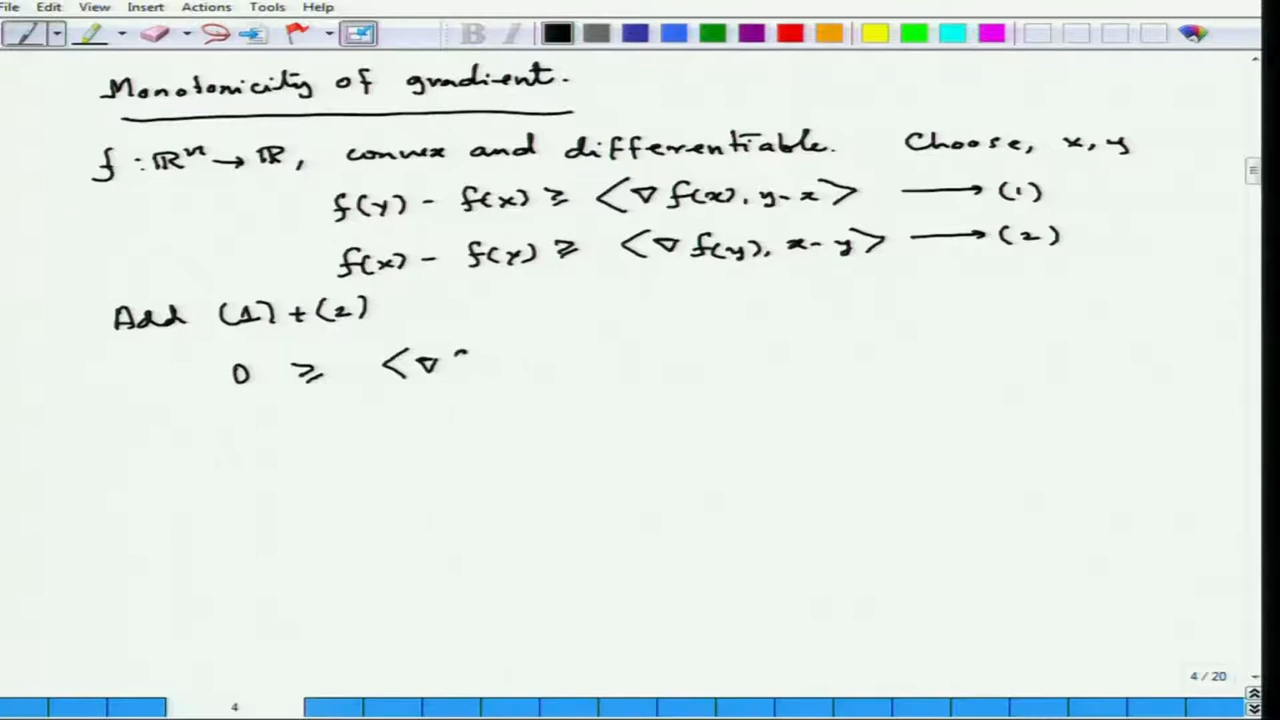 File Edit View Insert Actions Tools Help
B I
Monotonicity of gradient.
f : ℝⁿ → ℝ, convex and differentiable. Choose, x, y
f(y) - f(x) ≥ <∇ f(x), y-x> → (1)
f(x) - f(y) ≥ <∇ f(y), x-y> → (2)
Add (1) + (2)
0 ≥ <∇
4 / 20
4